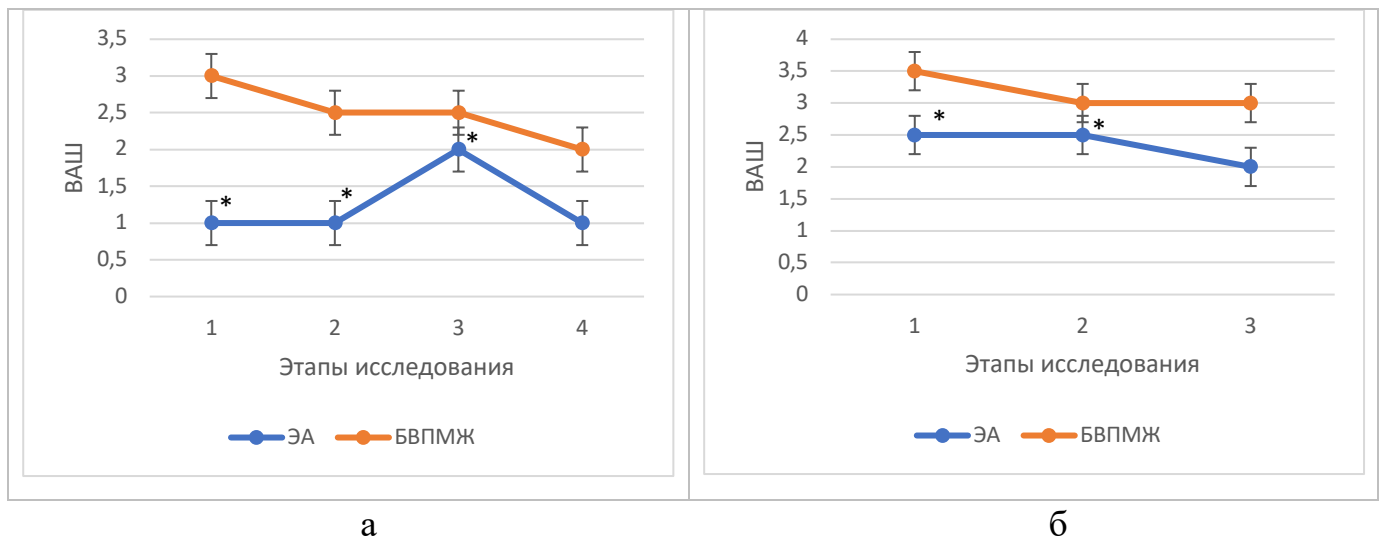 3,5
3
2,5
2
1,5
1
0,5
0
ВАШ
*
*
*
1 2 3 4
Этапы исследования
ЭА БВПМЖ
а
4
3,5
3
2,5
2
1,5
1
0,5
0
ВАШ
*
*
1 2 3
Этапы исследования
ЭА БВПМЖ
б